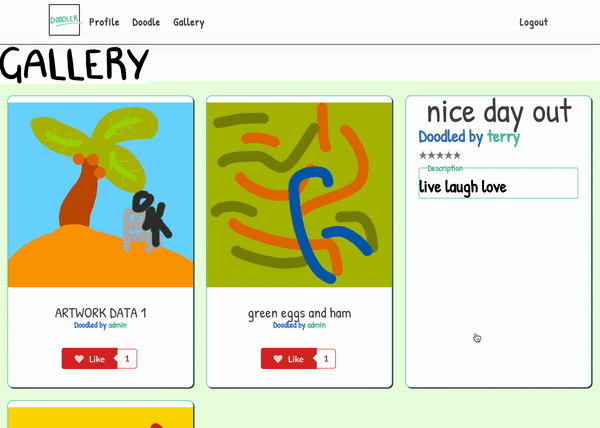 DOODLER
Profile Doodle Gallery Logout
GALLERY
OK
ARTWORK DATA 1
Doodled by admin
Like 1
green eggs and ham
Doodled by admin
Like 1
nice day out
Doodled by terry
Description
live laugh love